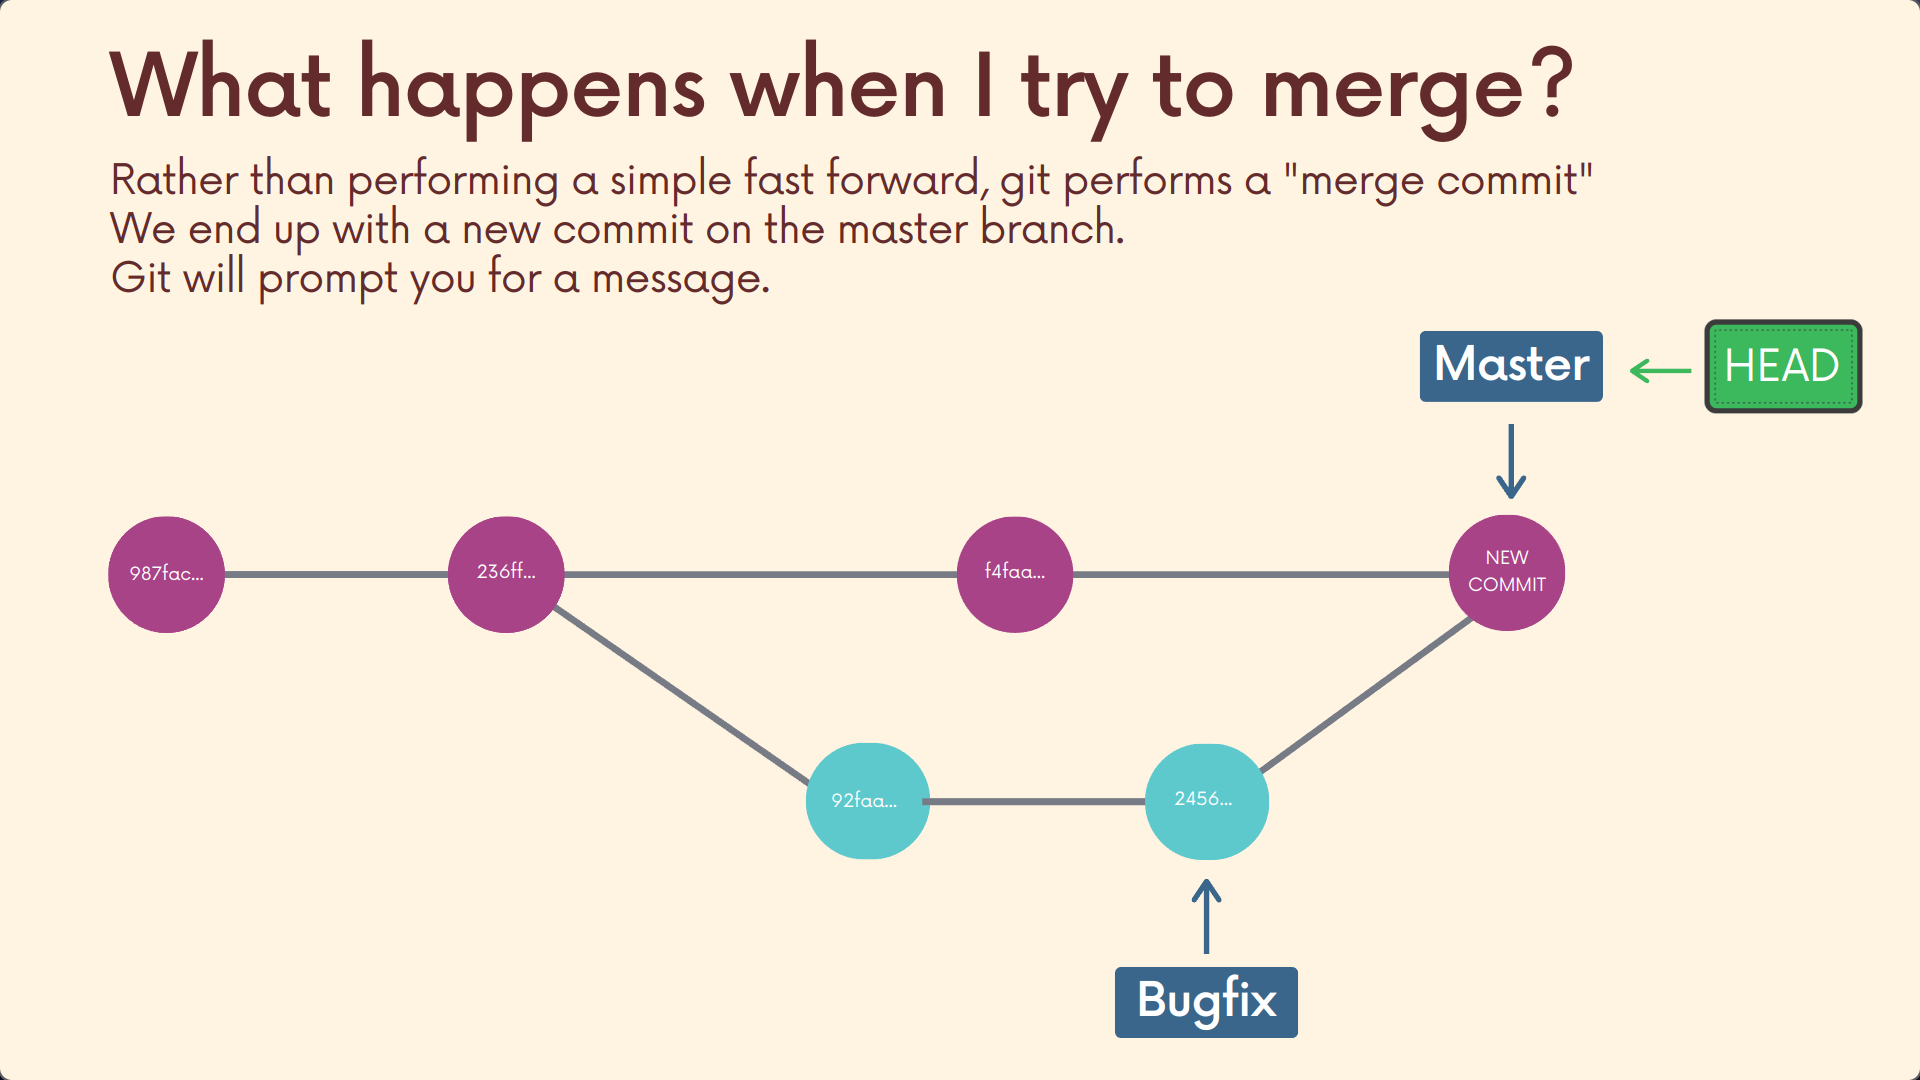 What happens when I try to merge?
Rather than performing a simple fast forward, git performs a "merge commit"
We end up with a new commit on the master branch.
Git will prompt you for a message.
Master
HEAD
987fac...
236ff...
f4faa...
NEW
COMMIT
92faa...
2456...
Bugfix